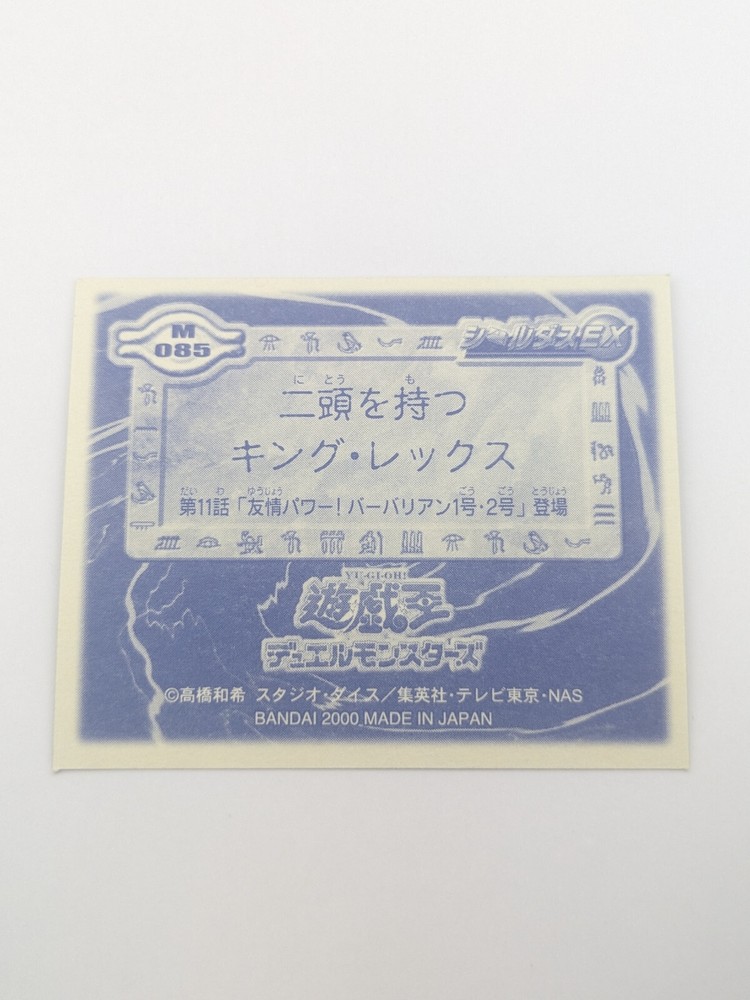 M
085
シールダスEX
にとう も
二頭を持つ
キング・レックス
だい わ ゆうじょう ごう ごう とうじょう
第11話「友情パワー！バーバリアン1号・2号」登場
YU-GI-OH!
遊戯王
デュエルモンスターズ
©高橋和希 スタジオ・ダイス／集英社・テレビ東京・NAS
BANDAI 2000 MADE IN JAPAN